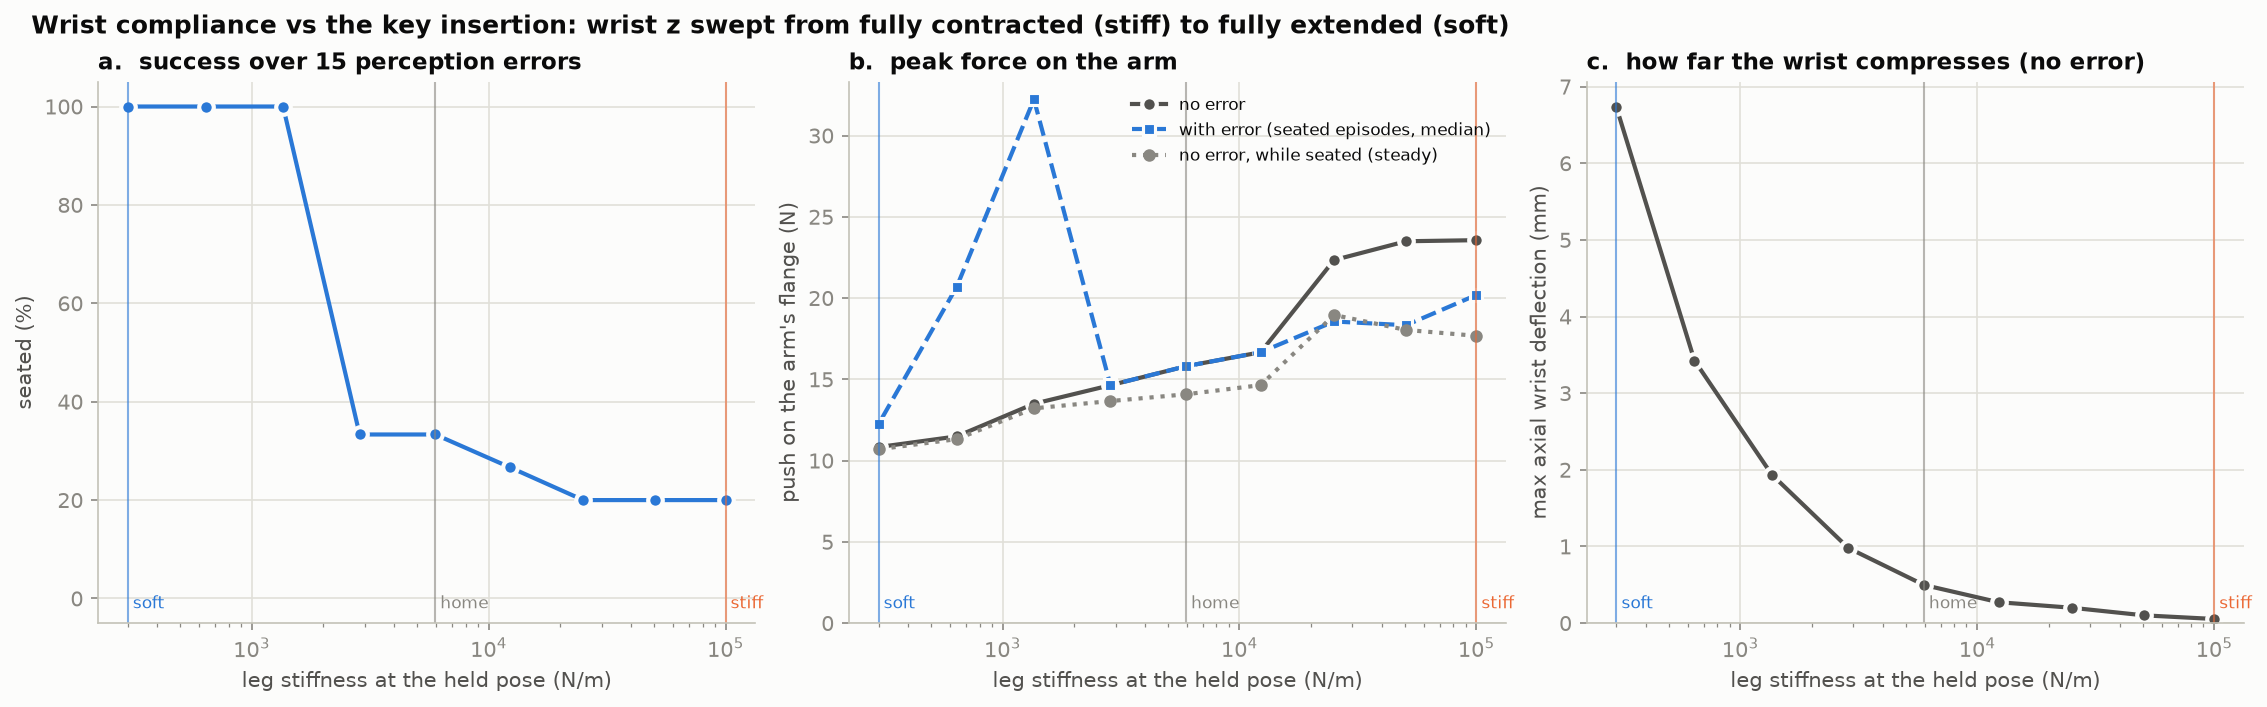 Wrist compliance vs the key insertion: wrist z swept from fully contracted (stiff) to fully extended (soft)
a.  success over 15 perception errors
seated (%)
100
80
60
40
20
0
soft
home
stiff
10³
10⁴
10⁵
leg stiffness at the held pose (N/m)
b.  peak force on the arm
push on the arm's flange (N)
no error
with error (seated episodes, median)
no error, while seated (steady)
30
25
20
15
10
5
0
soft
home
stiff
10³
10⁴
10⁵
leg stiffness at the held pose (N/m)
c.  how far the wrist compresses (no error)
max axial wrist deflection (mm)
7
6
5
4
3
2
1
0
soft
home
stiff
10³
10⁴
10⁵
leg stiffness at the held pose (N/m)